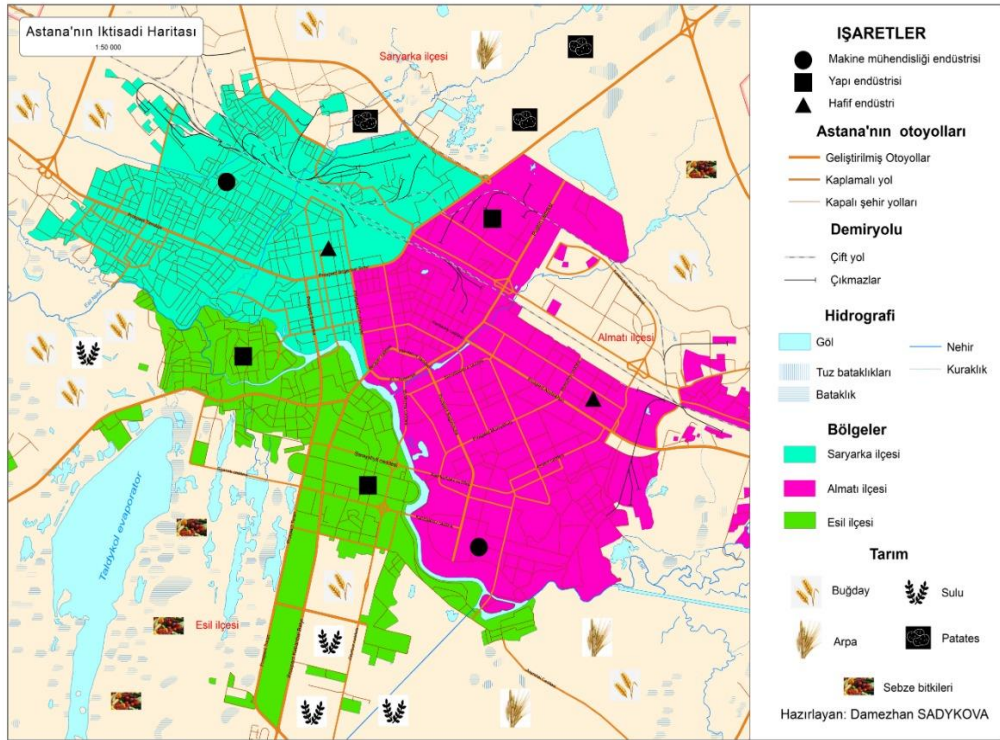 Astana'nın Iktisadi Haritası
1:50 000
Saryarka ilçesi
Almatı ilçesi
Taldykol evaporator
Esil ilçesi
IŞARETLER
Makine mühendisliği endüstrisi
Yapı endüstrisi
Hafif endüstri
Astana'nın otoyolları
Geliştirilmiş Otoyollar
Kaplamalı yol
Kapalı şehir yolları
Demiryolu
Çift yol
Çıkmazlar
Hidrografi
Göl
Nehir
Tuz bataklıkları
Kuraklık
Bataklık
Bölgeler
Saryarka ilçesi
Almatı ilçesi
Esil ilçesi
Tarım
Buğday
Sulu
Arpa
Patates
Sebze bitkileri
Hazırlayan: Damezhan SADYKOVA